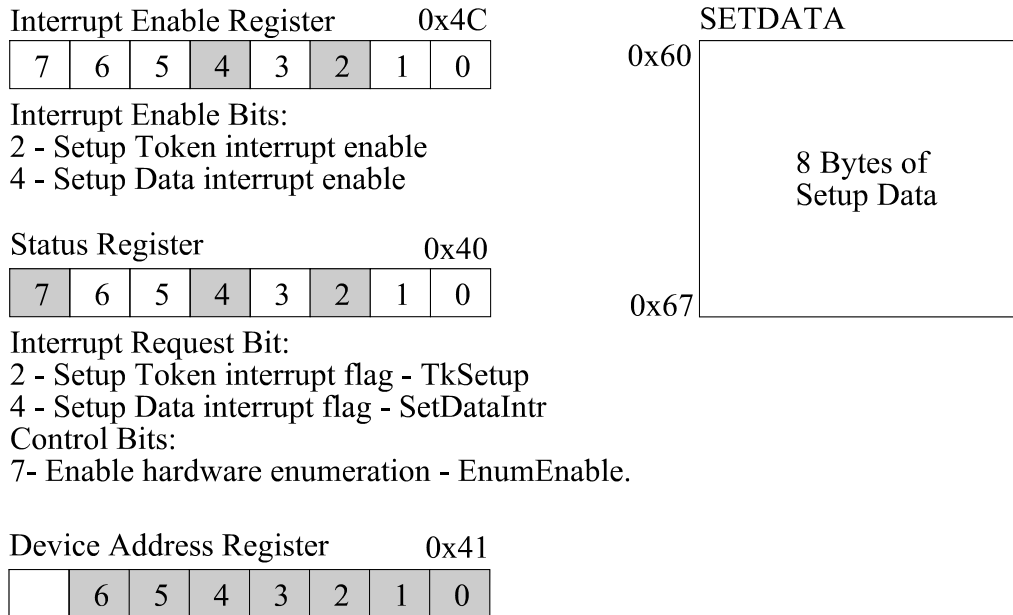 Interrupt Enable Register 0x4C
7 6 5 4 3 2 1 0
Interrupt Enable Bits:
2 - Setup Token interrupt enable
4 - Setup Data interrupt enable
Status Register 0x40
7 6 5 4 3 2 1 0
Interrupt Request Bit:
2 - Setup Token interrupt flag - TkSetup
4 - Setup Data interrupt flag - SetDataIntr
Control Bits:
7- Enable hardware enumeration - EnumEnable.
Device Address Register 0x41
6 5 4 3 2 1 0
SETDATA
0x60
8 Bytes of
Setup Data
0x67